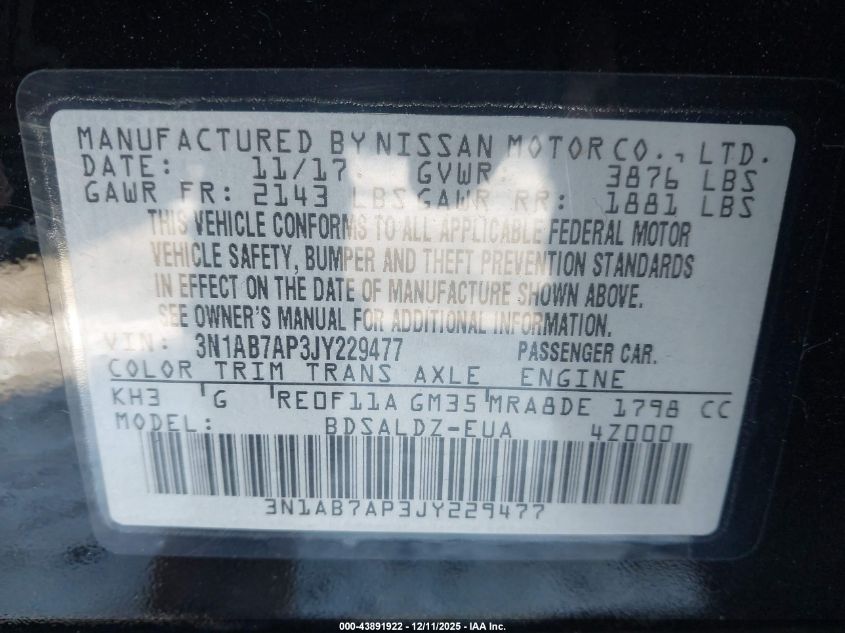 MANUFACTURED BY NISSAN MOTOR CO., LTD.
DATE: 11/17 GVWR: 3876 LBS
GAWR FR: 2143 LBS GAWR RR: 1881 LBS
THIS VEHICLE CONFORMS TO ALL APPLICABLE FEDERAL MOTOR
VEHICLE SAFETY, BUMPER AND THEFT PREVENTION STANDARDS
IN EFFECT ON THE DATE OF MANUFACTURE SHOWN ABOVE.
SEE OWNER'S MANUAL FOR ADDITIONAL INFORMATION.
VIN: 3N1AB7AP3JY229477 PASSENGER CAR.
COLOR TRIM TRANS AXLE ENGINE
KH3 G RE0F11A GM35 MRA8DE 1798 CC
MODEL: BDSALDZ-EUA 4Z000
3N1AB7AP3JY229477
000-43891922 - 12/11/2025 - IAA Inc.